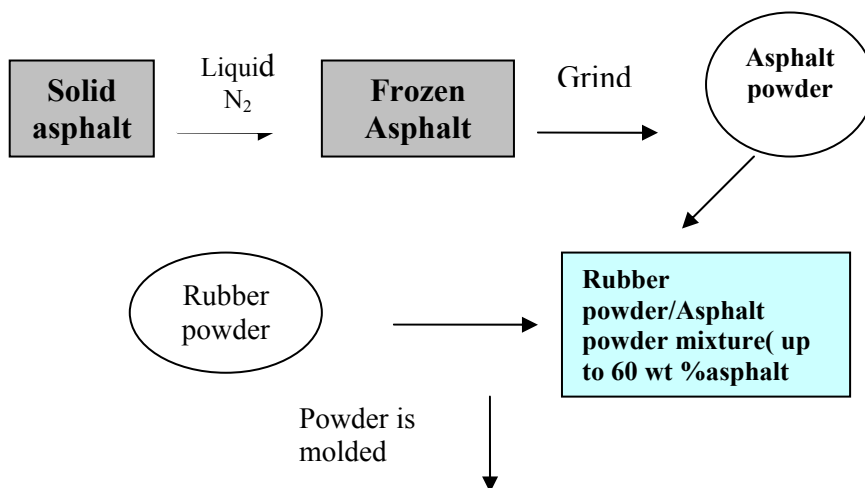 Solid
asphalt
Liquid
N₂
Frozen
Asphalt
Grind
Asphalt
powder
Rubber
powder
Rubber
powder/Asphalt
powder mixture( up
to 60 wt %asphalt
Powder is
molded